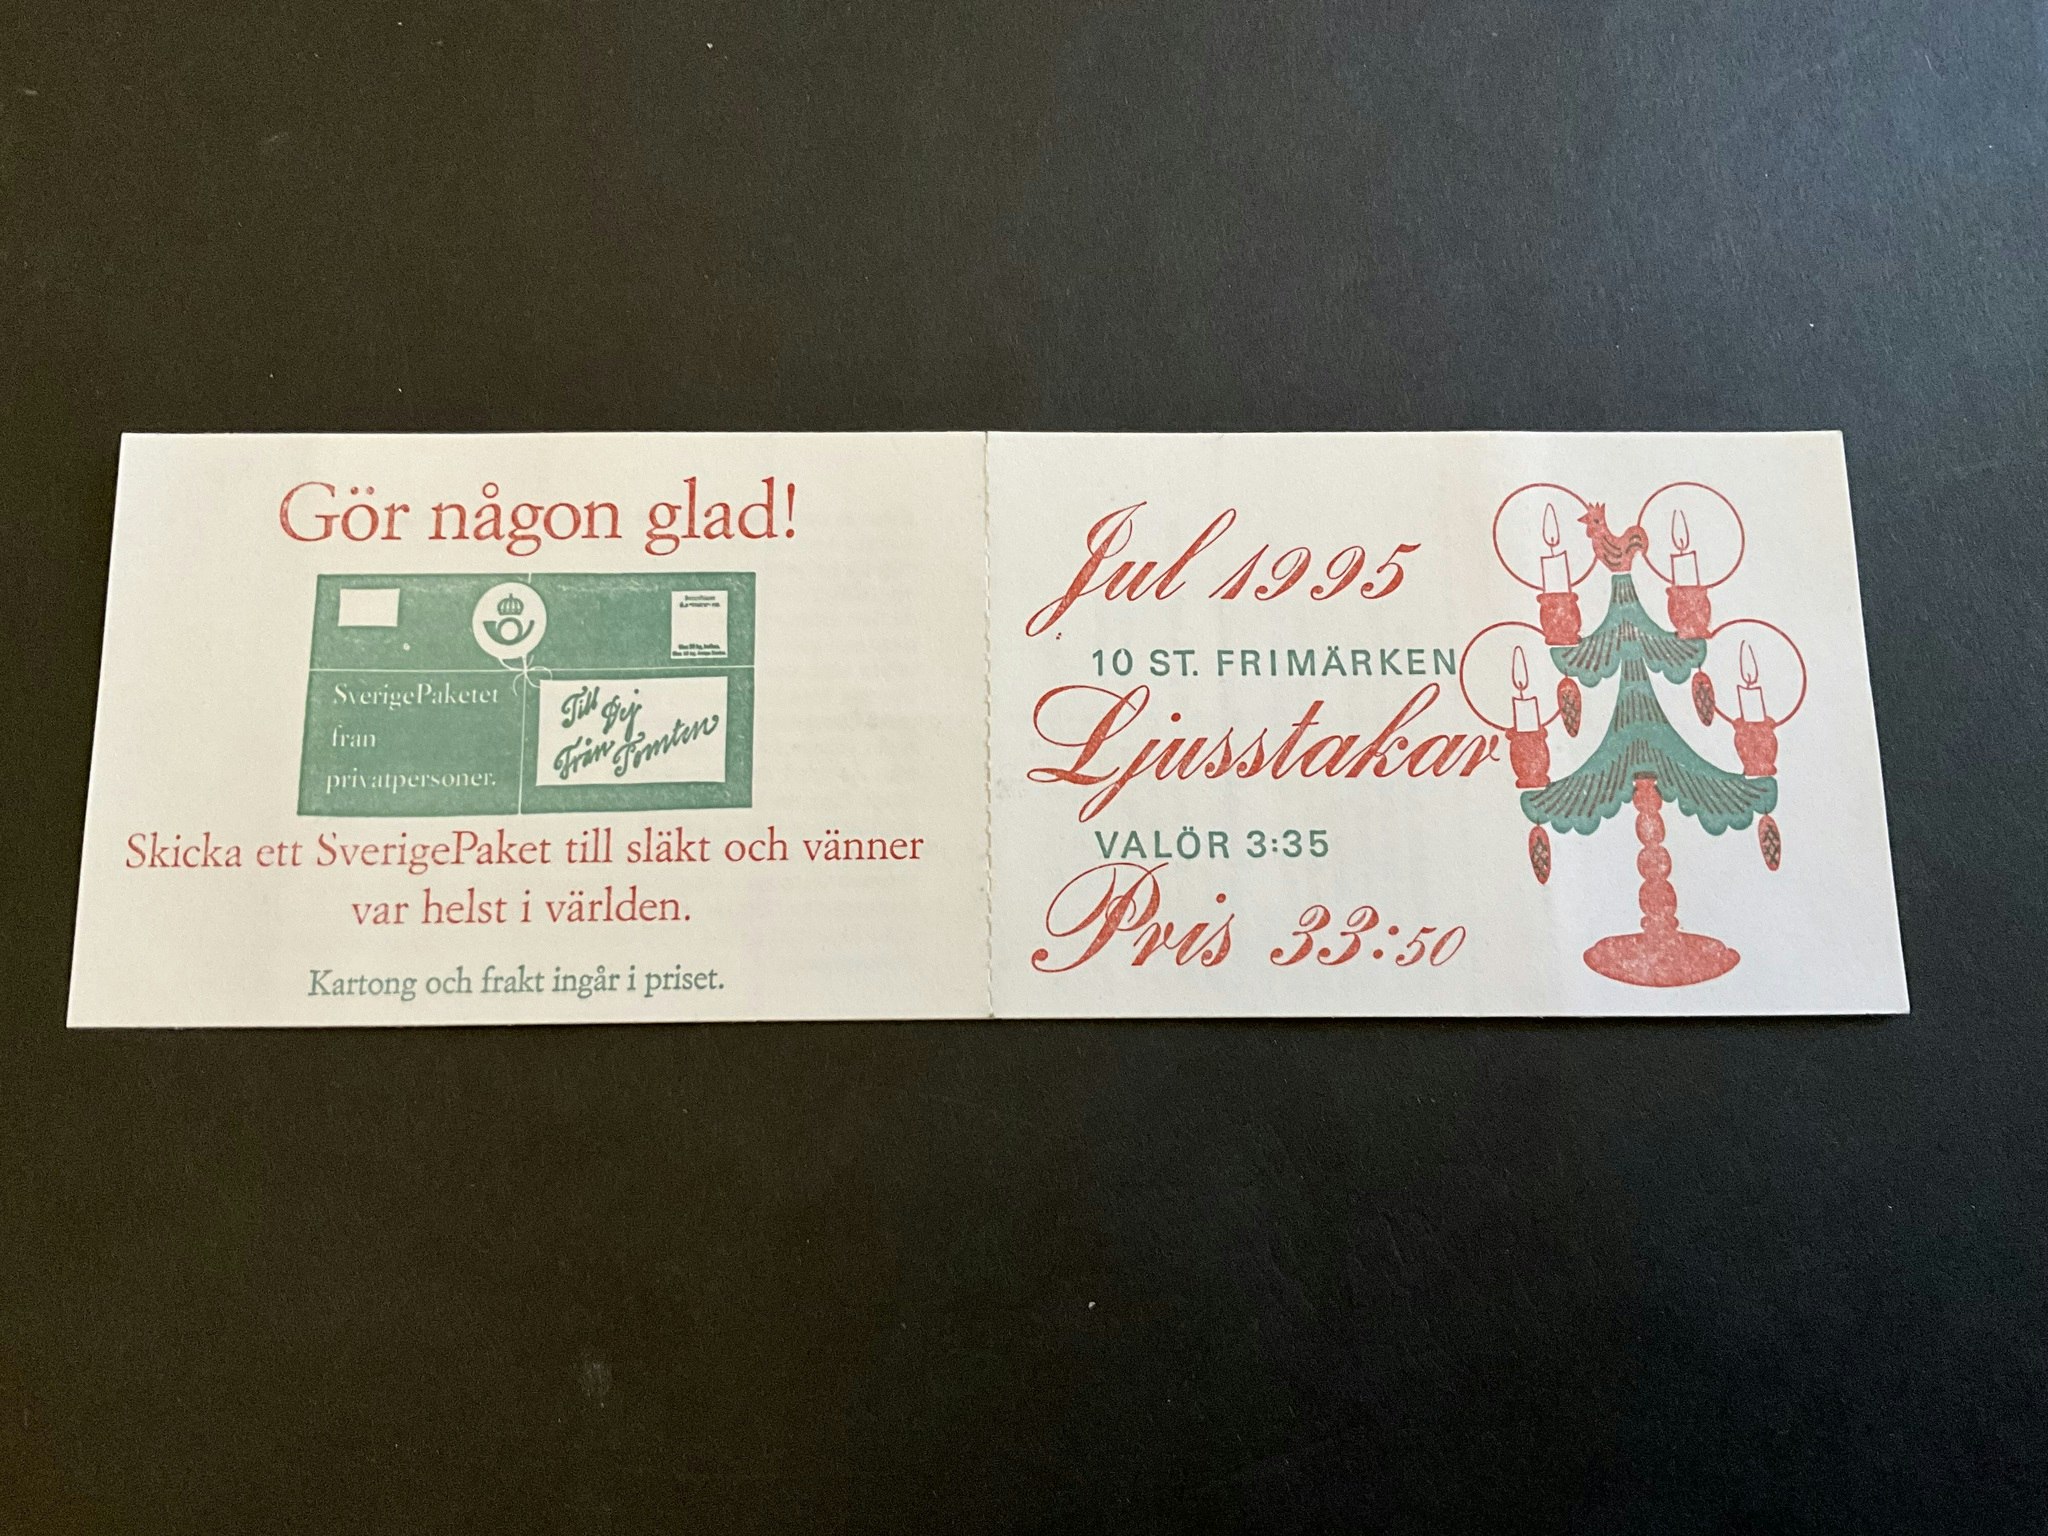 Gör någon glad!
SverigePaketet
från
privatpersoner.
Till Dej
Från Tomten
Skicka ett SverigePaket till släkt och vänner
var helst i världen.
Kartong och frakt ingår i priset.
Jul 1995
10 ST. FRIMÄRKEN
Ljusstakar
VALÖR 3:35
Pris 33:50